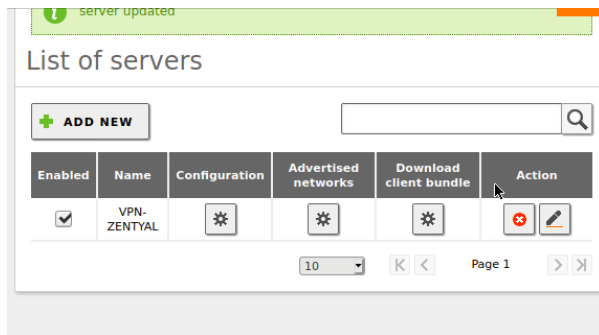 server updated
List of servers
ADD NEW
Enabled Name Configuration Advertised networks Download client bundle Action
VPN-
ZENTYAL
10 Page 1